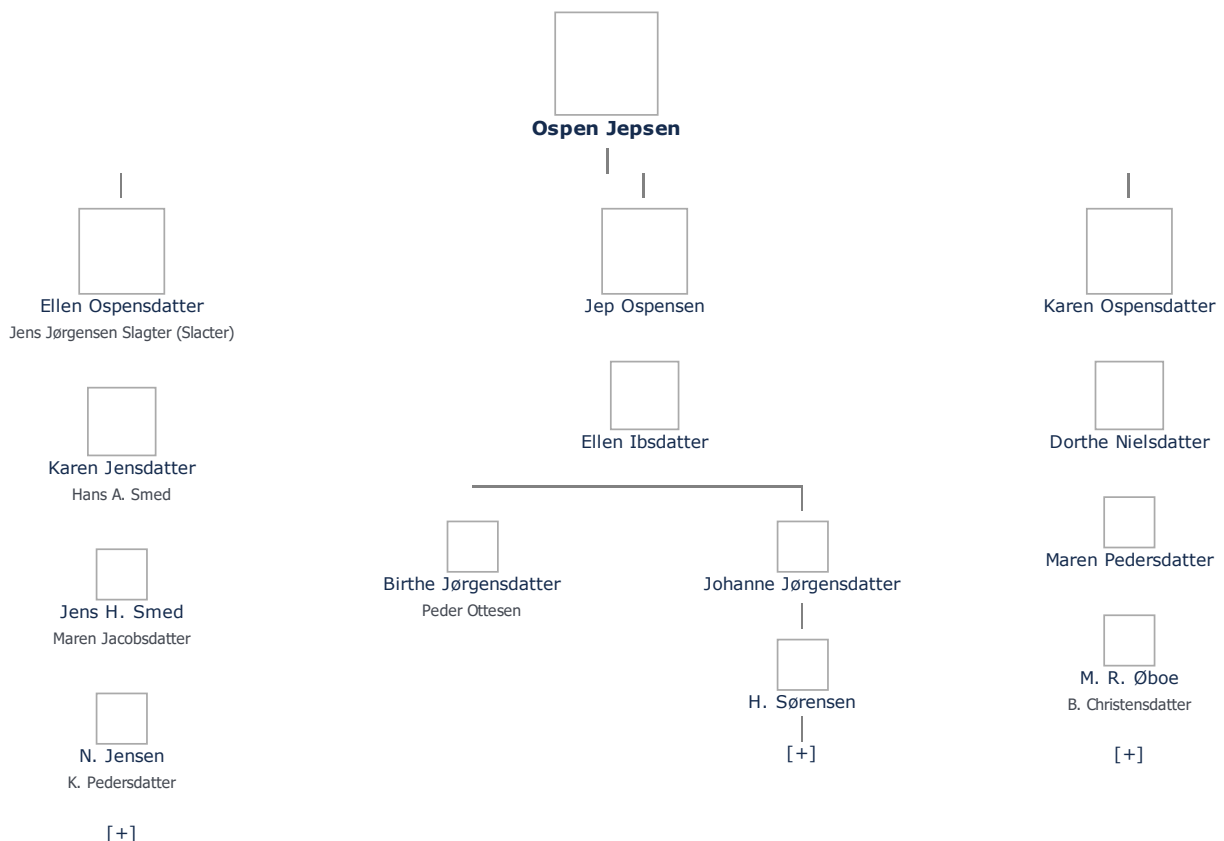 Ospen Jepsen
Ellen Ospensdatter
Jens Jørgensen Slagter (Slacter)
Karen Jensdatter
Hans A. Smed
Jens H. Smed
Maren Jacobsdatter
N. Jensen
K. Pedersdatter
[+]
Jep Ospensen
Ellen Ibsdatter
Birthe Jørgensdatter
Peder Ottesen
Johanne Jørgensdatter
H. Sørensen
[+]
Karen Ospensdatter
Dorthe Nielsdatter
Maren Pedersdatter
M. R. Øboe
B. Christensdatter
[+]